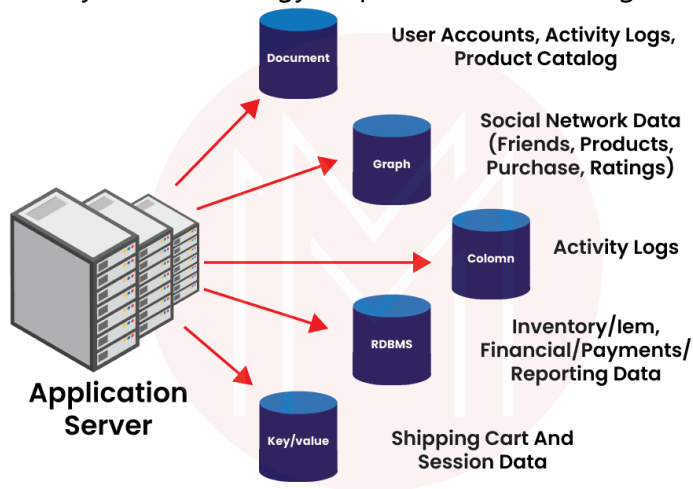 Document
User Accounts, Activity Logs,
Product Catalog
Graph
Social Network Data
(Friends, Products,
Purchase, Ratings)
Colomn
Activity Logs
RDBMS
Inventory/Iem,
Financial/Payments/
Reporting Data
Key/value
Shipping Cart And
Session Data
Application
Server